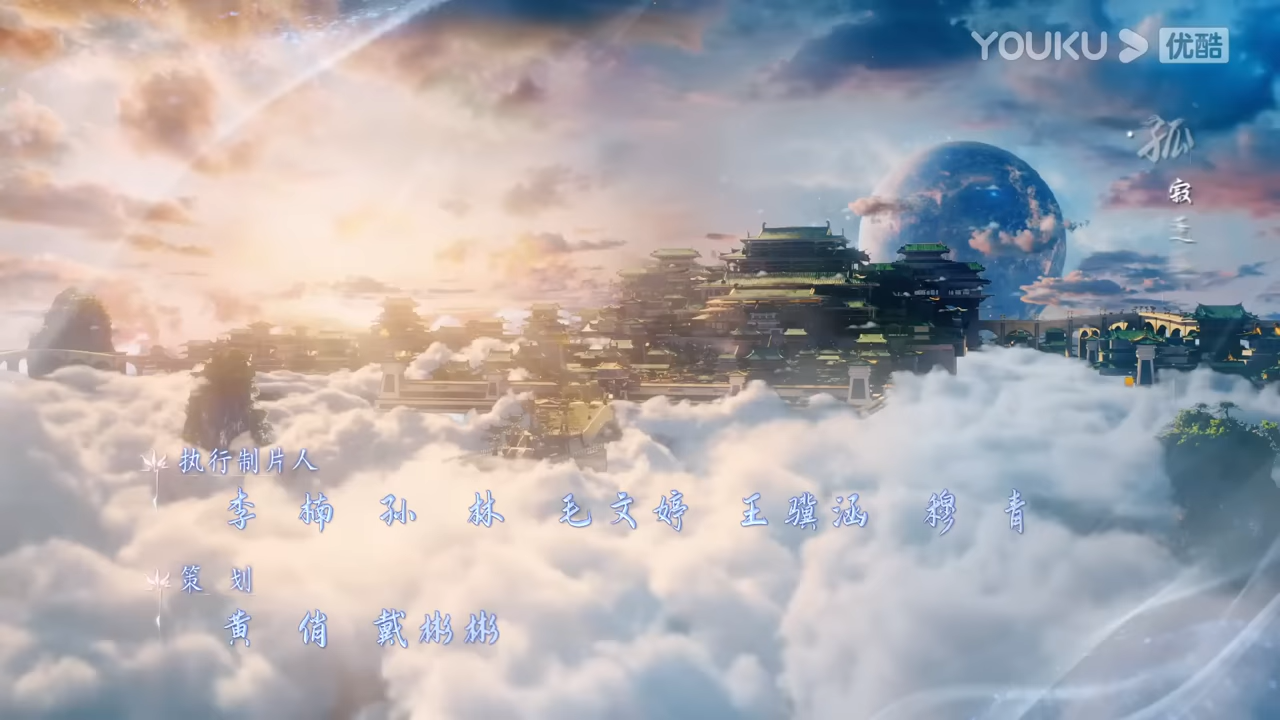 YOUKU 优酷
孤
寂
执行制片人
李楠 孙林 毛文婷 王骥涵 穆青
策划
黄俏 戴彬彬